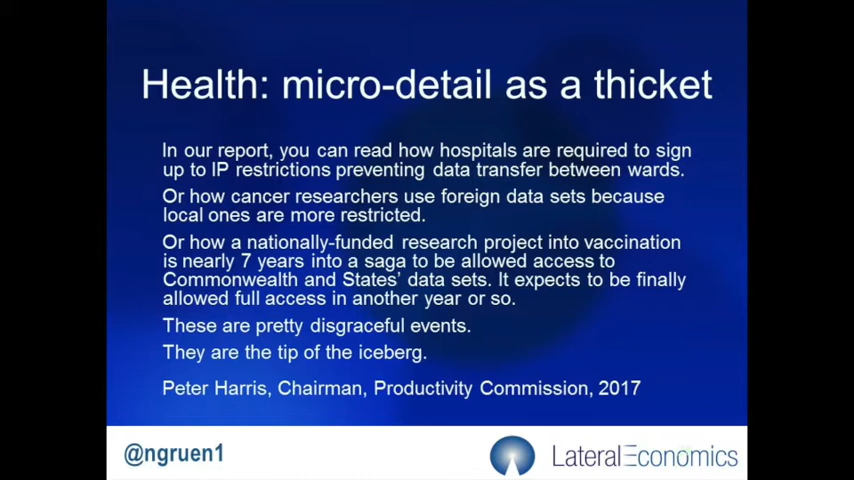 Health: micro-detail as a thicket
In our report, you can read how hospitals are required to sign
up to IP restrictions preventing data transfer between wards.
Or how cancer researchers use foreign data sets because
local ones are more restricted.
Or how a nationally-funded research project into vaccination
is nearly 7 years into a saga to be allowed access to
Commonwealth and States’ data sets. It expects to be finally
allowed full access in another year or so.
These are pretty disgraceful events.
They are the tip of the iceberg.
Peter Harris, Chairman, Productivity Commission, 2017
@ngruen1
LateralEconomics